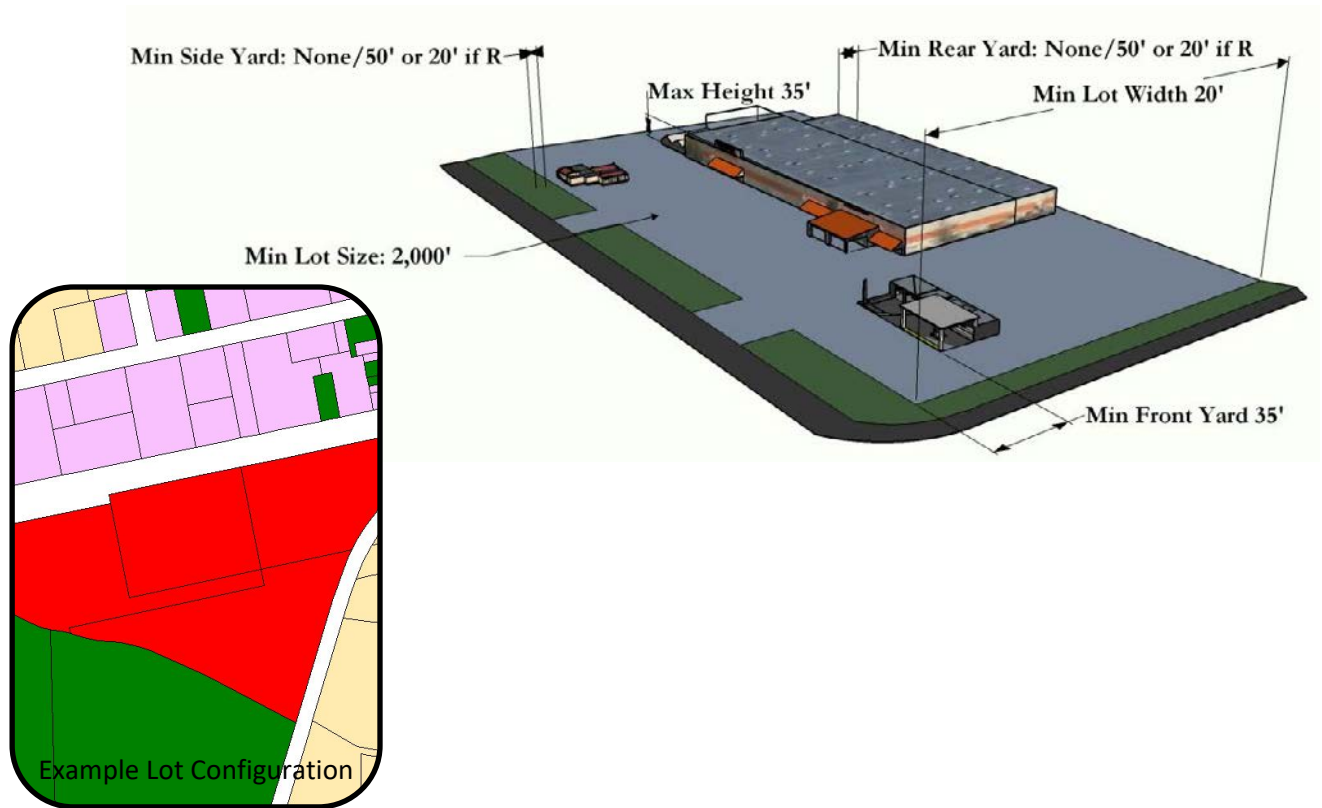 Min Side Yard: None/50' or 20' if R
Min Rear Yard: None/50' or 20' if R
Max Height 35'
Min Lot Width 20'
Min Lot Size: 2,000'
Min Front Yard 35'
Example Lot Configuration